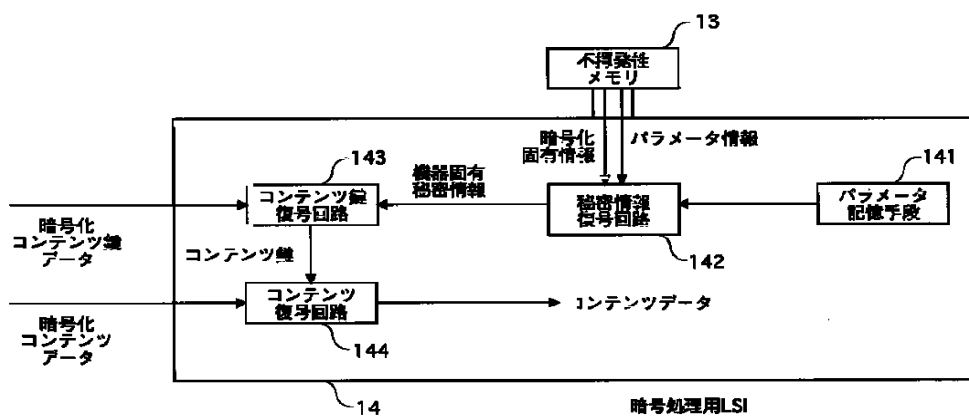 13
不揮発性
メモリ
暗号化
固有情報
パラメータ情報
143
機器固有
秘密情報
141
コンテンツ鍵
復号回路
秘密情報
復号回路
パラメータ
記憶手段
暗号化
コンテンツ鍵
データ
コンテンツ鍵
142
コンテンツ
復号回路
コンテンツデータ
暗号化
コンテンツ
データ
144
14
暗号処理用LSI